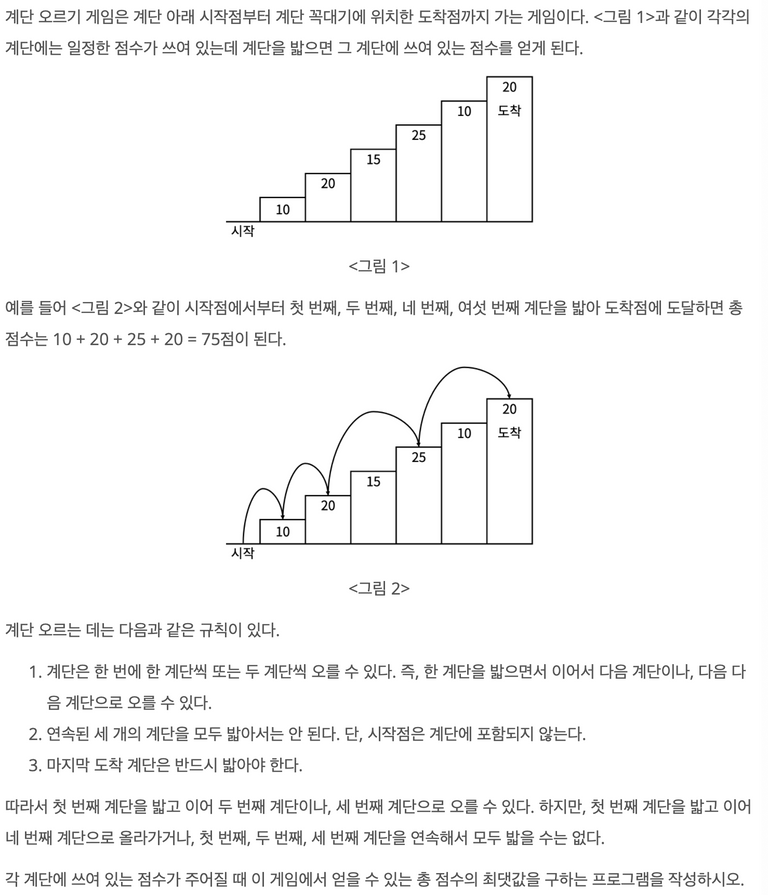 계단 오르기 게임은 계단 아래 시작점부터 계단 꼭대기에 위치한 도착점까지 가는 게임이다. <그림 1>과 같이 각각의
계단에는 일정한 점수가 쓰여 있는데 계단을 밟으면 그 계단에 쓰여 있는 점수를 얻게 된다.
20
10 도착
25
15
20
10
시작
<그림 1>
예를 들어 <그림 2>와 같이 시작점에서부터 첫 번째, 두 번째, 네 번째, 여섯 번째 계단을 밟아 도착점에 도달하면 총
점수는 10 + 20 + 25 + 20 = 75점이 된다.
20
10 도착
25
15
20
10
시작
<그림 2>
계단 오르는 데는 다음과 같은 규칙이 있다.
1. 계단은 한 번에 한 계단씩 또는 두 계단씩 오를 수 있다. 즉, 한 계단을 밟으면서 이어서 다음 계단이나, 다음 다
음 계단으로 오를 수 있다.
2. 연속된 세 개의 계단을 모두 밟아서는 안 된다. 단, 시작점은 계단에 포함되지 않는다.
3. 마지막 도착 계단은 반드시 밟아야 한다.
따라서 첫 번째 계단을 밟고 이어 두 번째 계단이나, 세 번째 계단으로 오를 수 있다. 하지만, 첫 번째 계단을 밟고 이어
네 번째 계단으로 올라가거나, 첫 번째, 두 번째, 세 번째 계단을 연속해서 모두 밟을 수는 없다.
각 계단에 쓰여 있는 점수가 주어질 때 이 게임에서 얻을 수 있는 총 점수의 최댓값을 구하는 프로그램을 작성하시오.